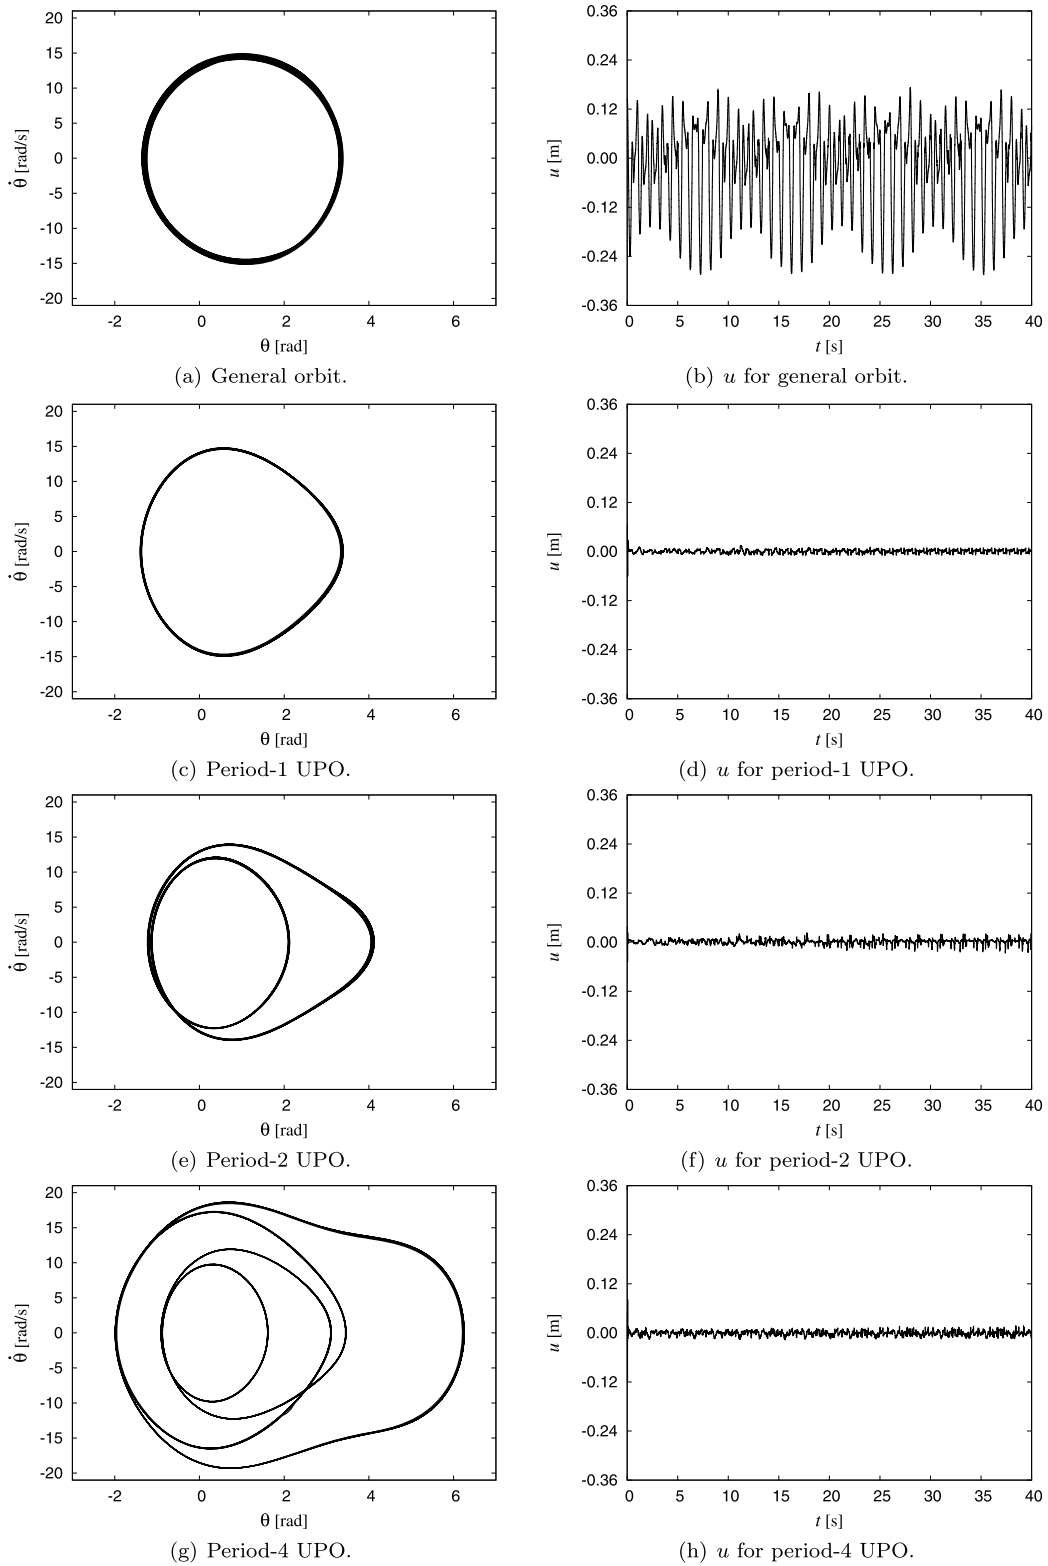 20
15
10
5
0
-5
-10
-15
-20
θ̇ [rad/s]
-2 0 2 4 6
θ [rad]
(a) General orbit.
0.36
0.24
0.12
0.00
-0.12
-0.24
-0.36
u [m]
0 5 10 15 20 25 30 35 40
t [s]
(b) u for general orbit.
20
15
10
5
0
-5
-10
-15
-20
θ̇ [rad/s]
-2 0 2 4 6
θ [rad]
(c) Period-1 UPO.
0.36
0.24
0.12
0.00
-0.12
-0.24
-0.36
u [m]
0 5 10 15 20 25 30 35 40
t [s]
(d) u for period-1 UPO.
20
15
10
5
0
-5
-10
-15
-20
θ̇ [rad/s]
-2 0 2 4 6
θ [rad]
(e) Period-2 UPO.
0.36
0.24
0.12
0.00
-0.12
-0.24
-0.36
u [m]
0 5 10 15 20 25 30 35 40
t [s]
(f) u for period-2 UPO.
20
15
10
5
0
-5
-10
-15
-20
θ̇ [rad/s]
-2 0 2 4 6
θ [rad]
(g) Period-4 UPO.
0.36
0.24
0.12
0.00
-0.12
-0.24
-0.36
u [m]
0 5 10 15 20 25 30 35 40
t [s]
(h) u for period-4 UPO.